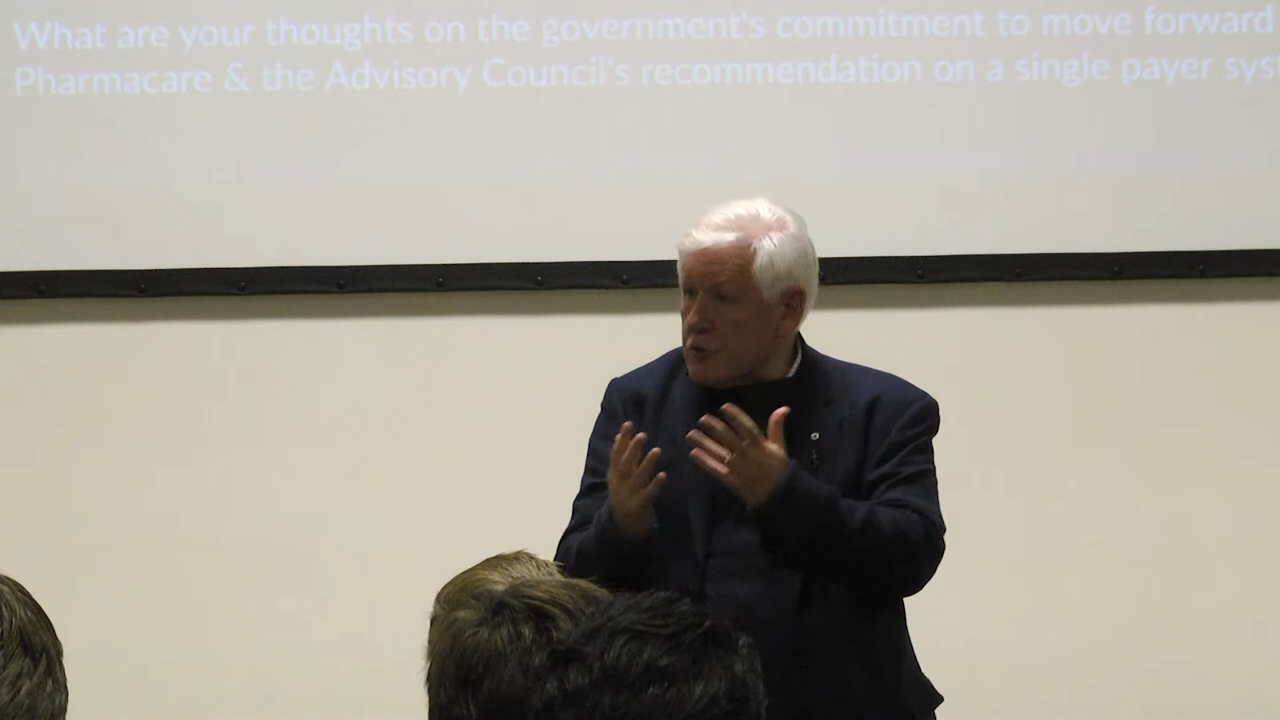 What are your thoughts on the government's commitment to move forward
Pharmacare & the Advisory Council's recommendation on a single payer